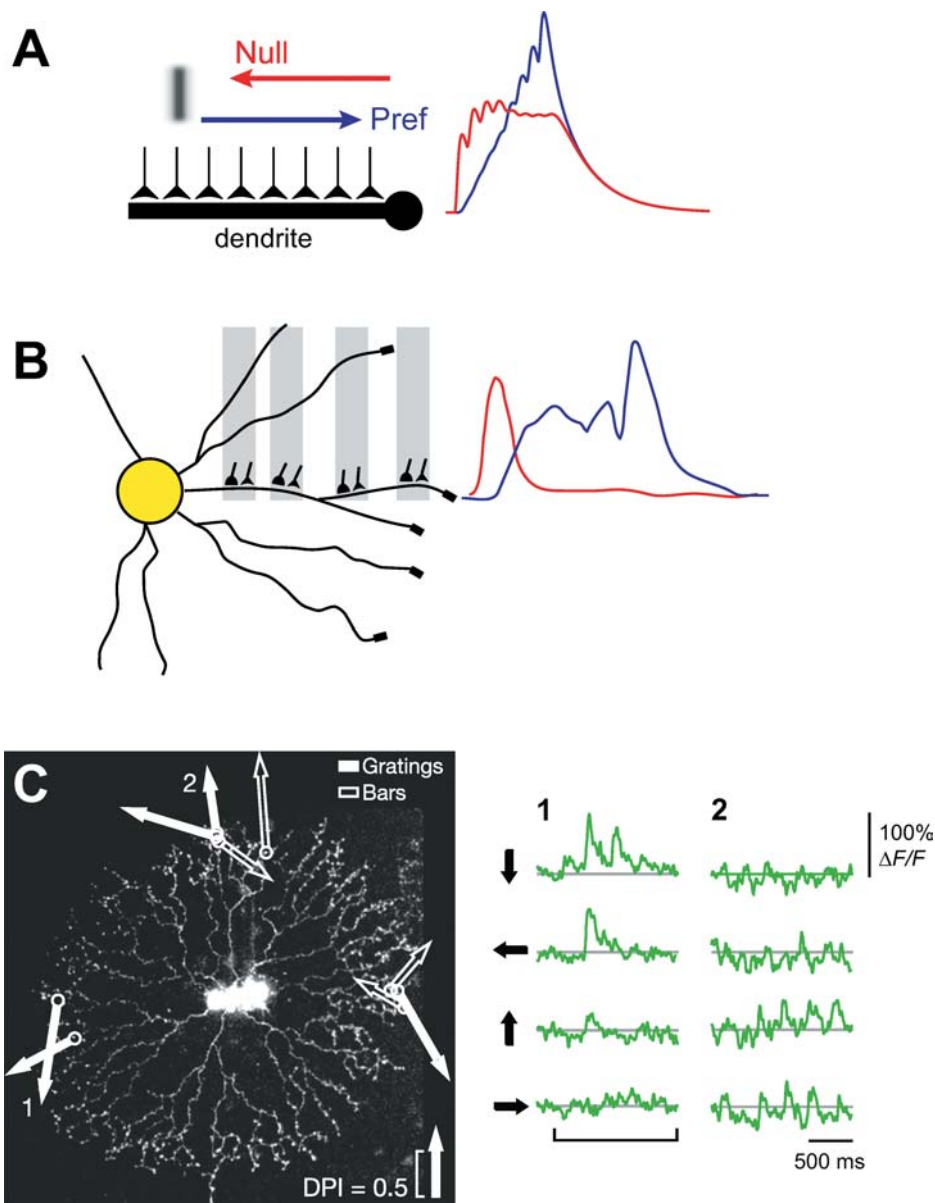 A
Null
Pref
dendrite
B
C
Gratings
Bars
2
1
DPI = 0.5
1
2
100%
ΔF/F
500 ms